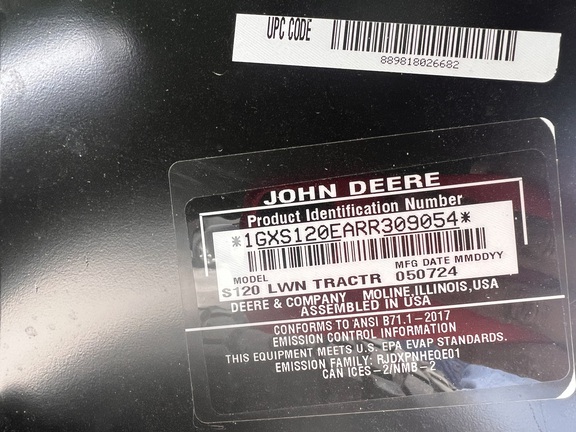 UPC CODE
889818026682
JOHN DEERE
Product Identification Number
*1GXS120EARR309054*
MODEL MFG DATE MMDDYY
S120 LWN TRACTR 050724
DEERE & COMPANY MOLINE,ILLINOIS,USA
ASSEMBLED IN USA
CONFORMS TO ANSI B71.1-2017
EMISSION CONTROL INFORMATION
THIS EQUIPMENT MEETS U.S. EPA EVAP STANDARDS.
EMISSION FAMILY: RJDXPNHEQE01
CAN ICES-2/NMB-2